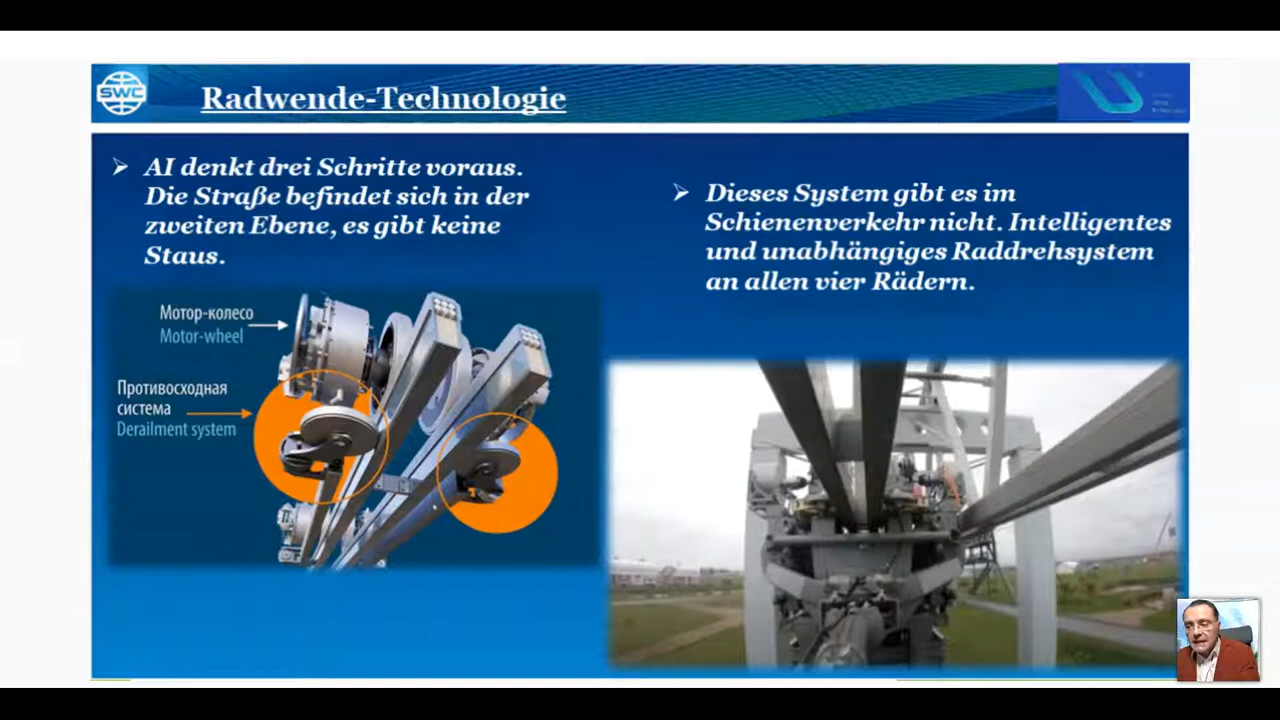 SWC
Radwende-Technologie
AI denkt drei Schritte voraus.
Die Straße befindet sich in der
zweiten Ebene, es gibt keine
Staus.
Dieses System gibt es im
Schienenverkehr nicht. Intelligentes
und unabhängiges Raddrehsystem
an allen vier Rädern.
Мотор-колесо
Motor-wheel
Противосходная
система
Derailment system